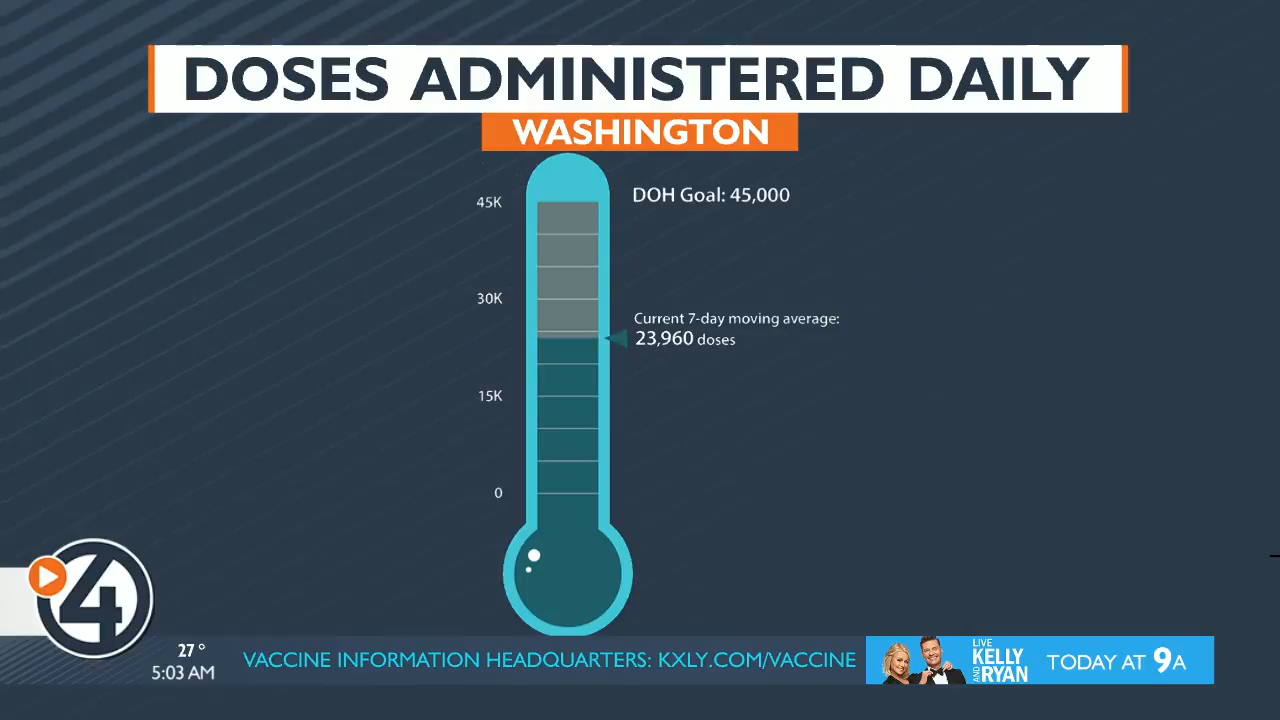 DOSES ADMINISTERED DAILY
WASHINGTON
DOH Goal: 45,000
45K
30K
Current 7-day moving average:
23,960 doses
15K
0
4
27 °
5:03 AM
VACCINE INFORMATION HEADQUARTERS: KXLY.COM/VACCINE
LIVE
KELLY
AND RYAN
TODAY AT 9A